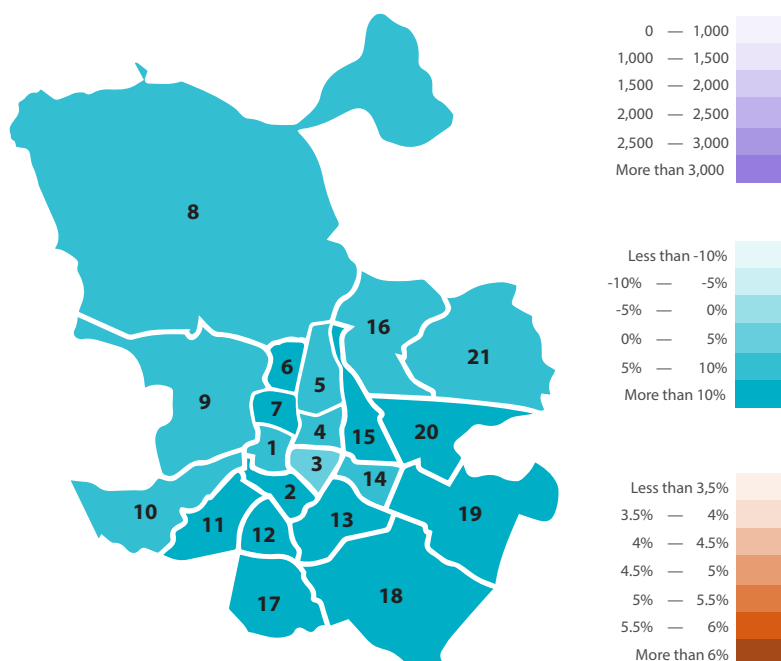 0 — 1,000
1,000 — 1,500
1,500 — 2,000
2,000 — 2,500
2,500 — 3,000
More than 3,000
Less than -10%
-10% — -5%
-5% — 0%
0% — 5%
5% — 10%
More than 10%
Less than 3,5%
3.5% — 4%
4% — 4.5%
4.5% — 5%
5% — 5.5%
5.5% — 6%
More than 6%
8
16
21
6
5
9
7
4
15
20
1
3
14
2
10
11
12
13
19
17
18